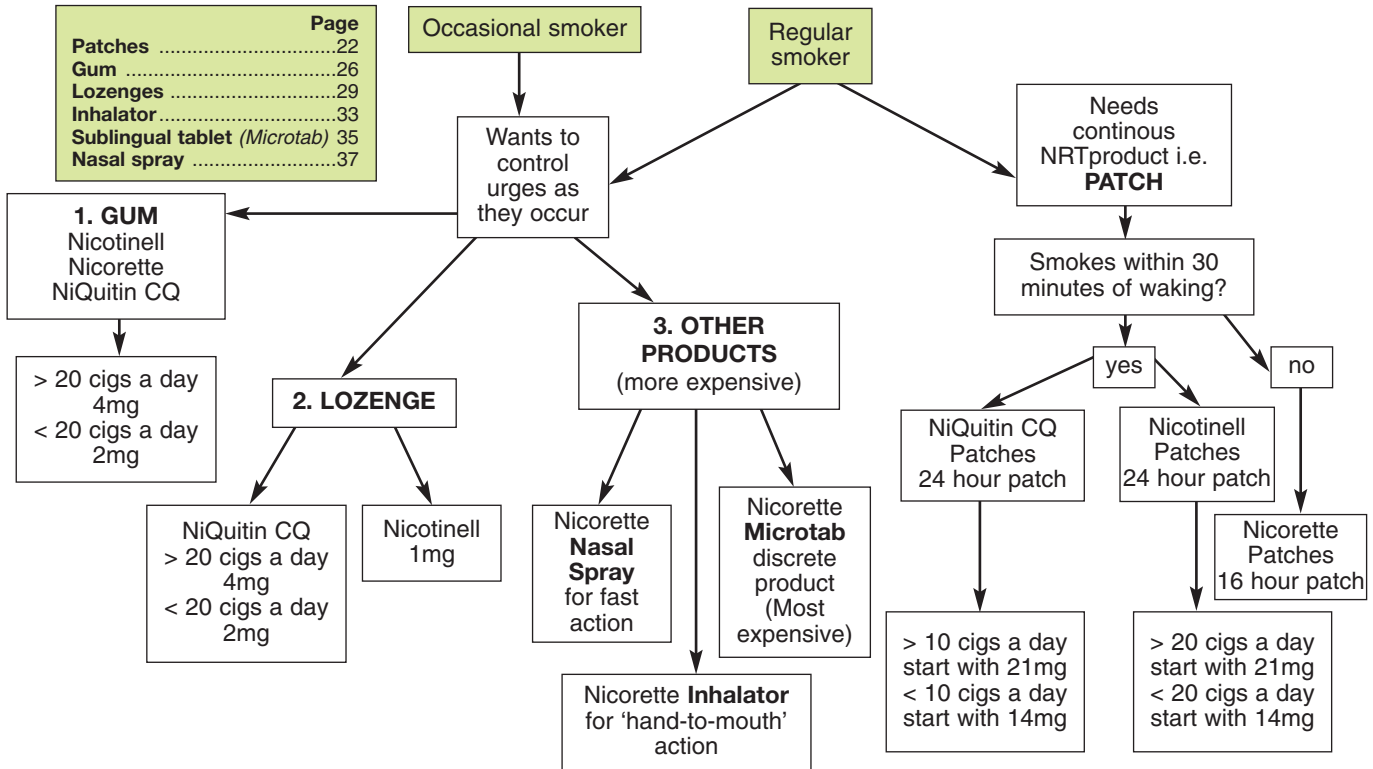 Page
Patches ..................................22
Gum ........................................26
Lozenges ................................29
Inhalator..................................33
Sublingual tablet (Microtab) 35
Nasal spray ...........................37
Occasional smoker
Regular
smoker
Wants to
control
urges as
they occur
Needs
continous
NRTproduct i.e.
PATCH
1. GUM
Nicotinell
Nicorette
NiQuitin CQ
> 20 cigs a day
4mg
< 20 cigs a day
2mg
2. LOZENGE
NiQuitin CQ
> 20 cigs a day
4mg
< 20 cigs a day
2mg
Nicotinell
1mg
3. OTHER
PRODUCTS
(more expensive)
Nicorette
Nasal
Spray
for fast
action
Nicorette Inhalator
for ‘hand-to-mouth’
action
Nicorette
Microtab
discrete
product
(Most
expensive)
Smokes within 30
minutes of waking?
yes
no
NiQuitin CQ
Patches
24 hour patch
Nicotinell
Patches
24 hour patch
Nicorette
Patches
16 hour patch
> 10 cigs a day
start with 21mg
< 10 cigs a day
start with 14mg
> 20 cigs a day
start with 21mg
< 20 cigs a day
start with 14mg